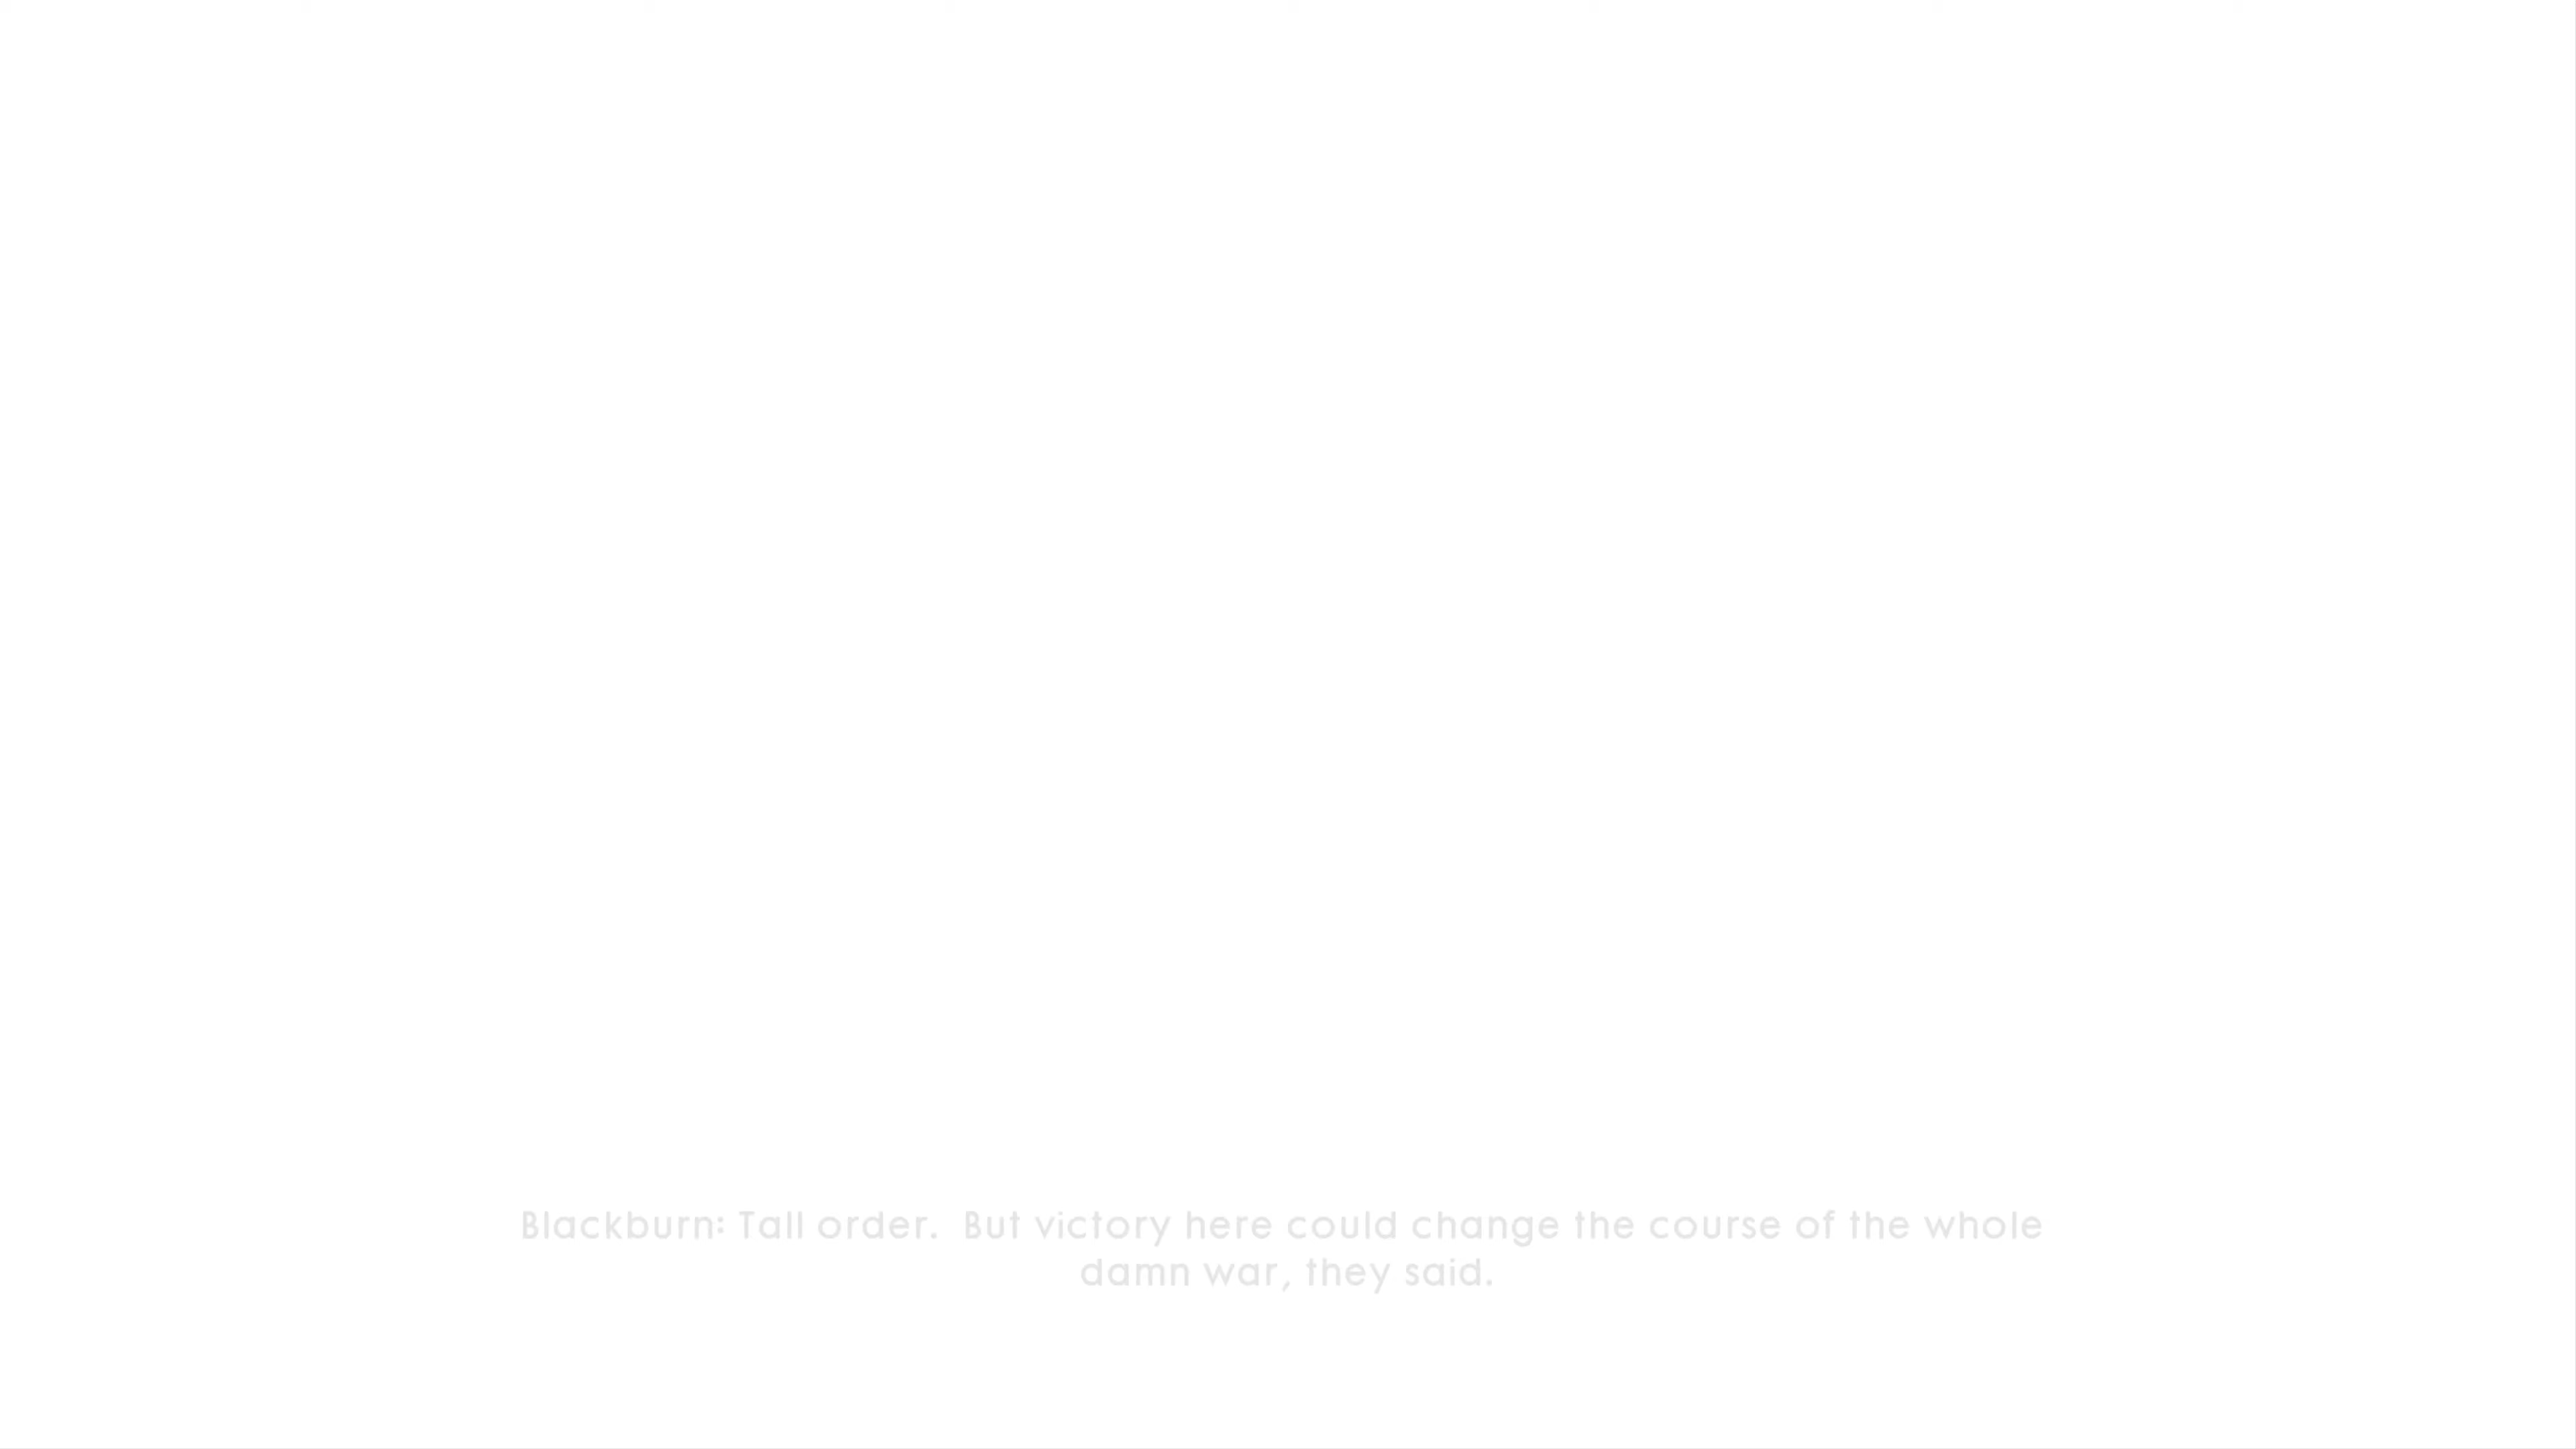 Blackburn: Tall order.  But victory here could change the course of the whole
damn war, they said.